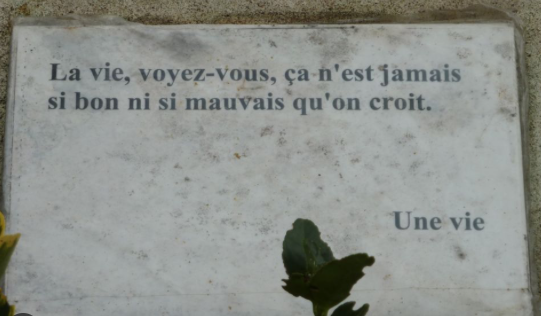 La vie, voyez-vous, ça n'est jamais
si bon ni si mauvais qu'on croit.
Une vie